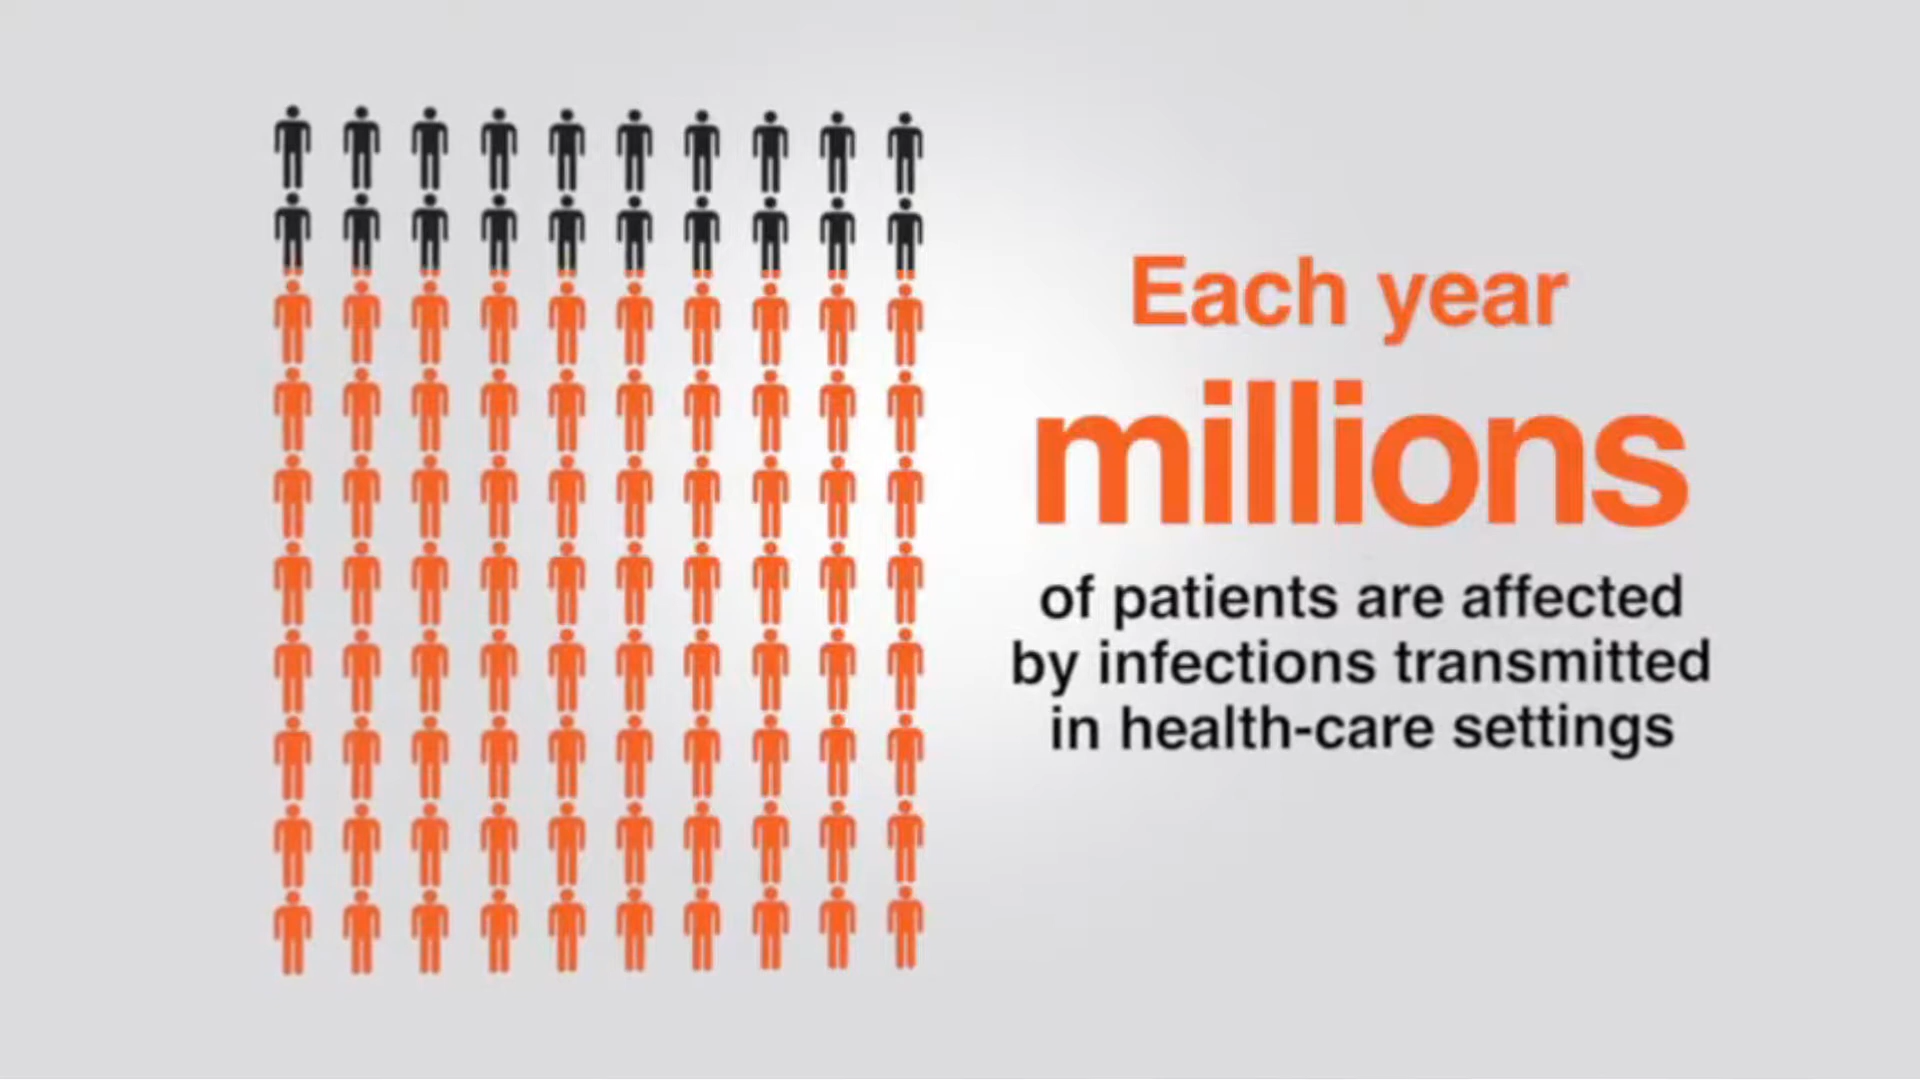 Each year
millions
of patients are affected
by infections transmitted
in health-care settings